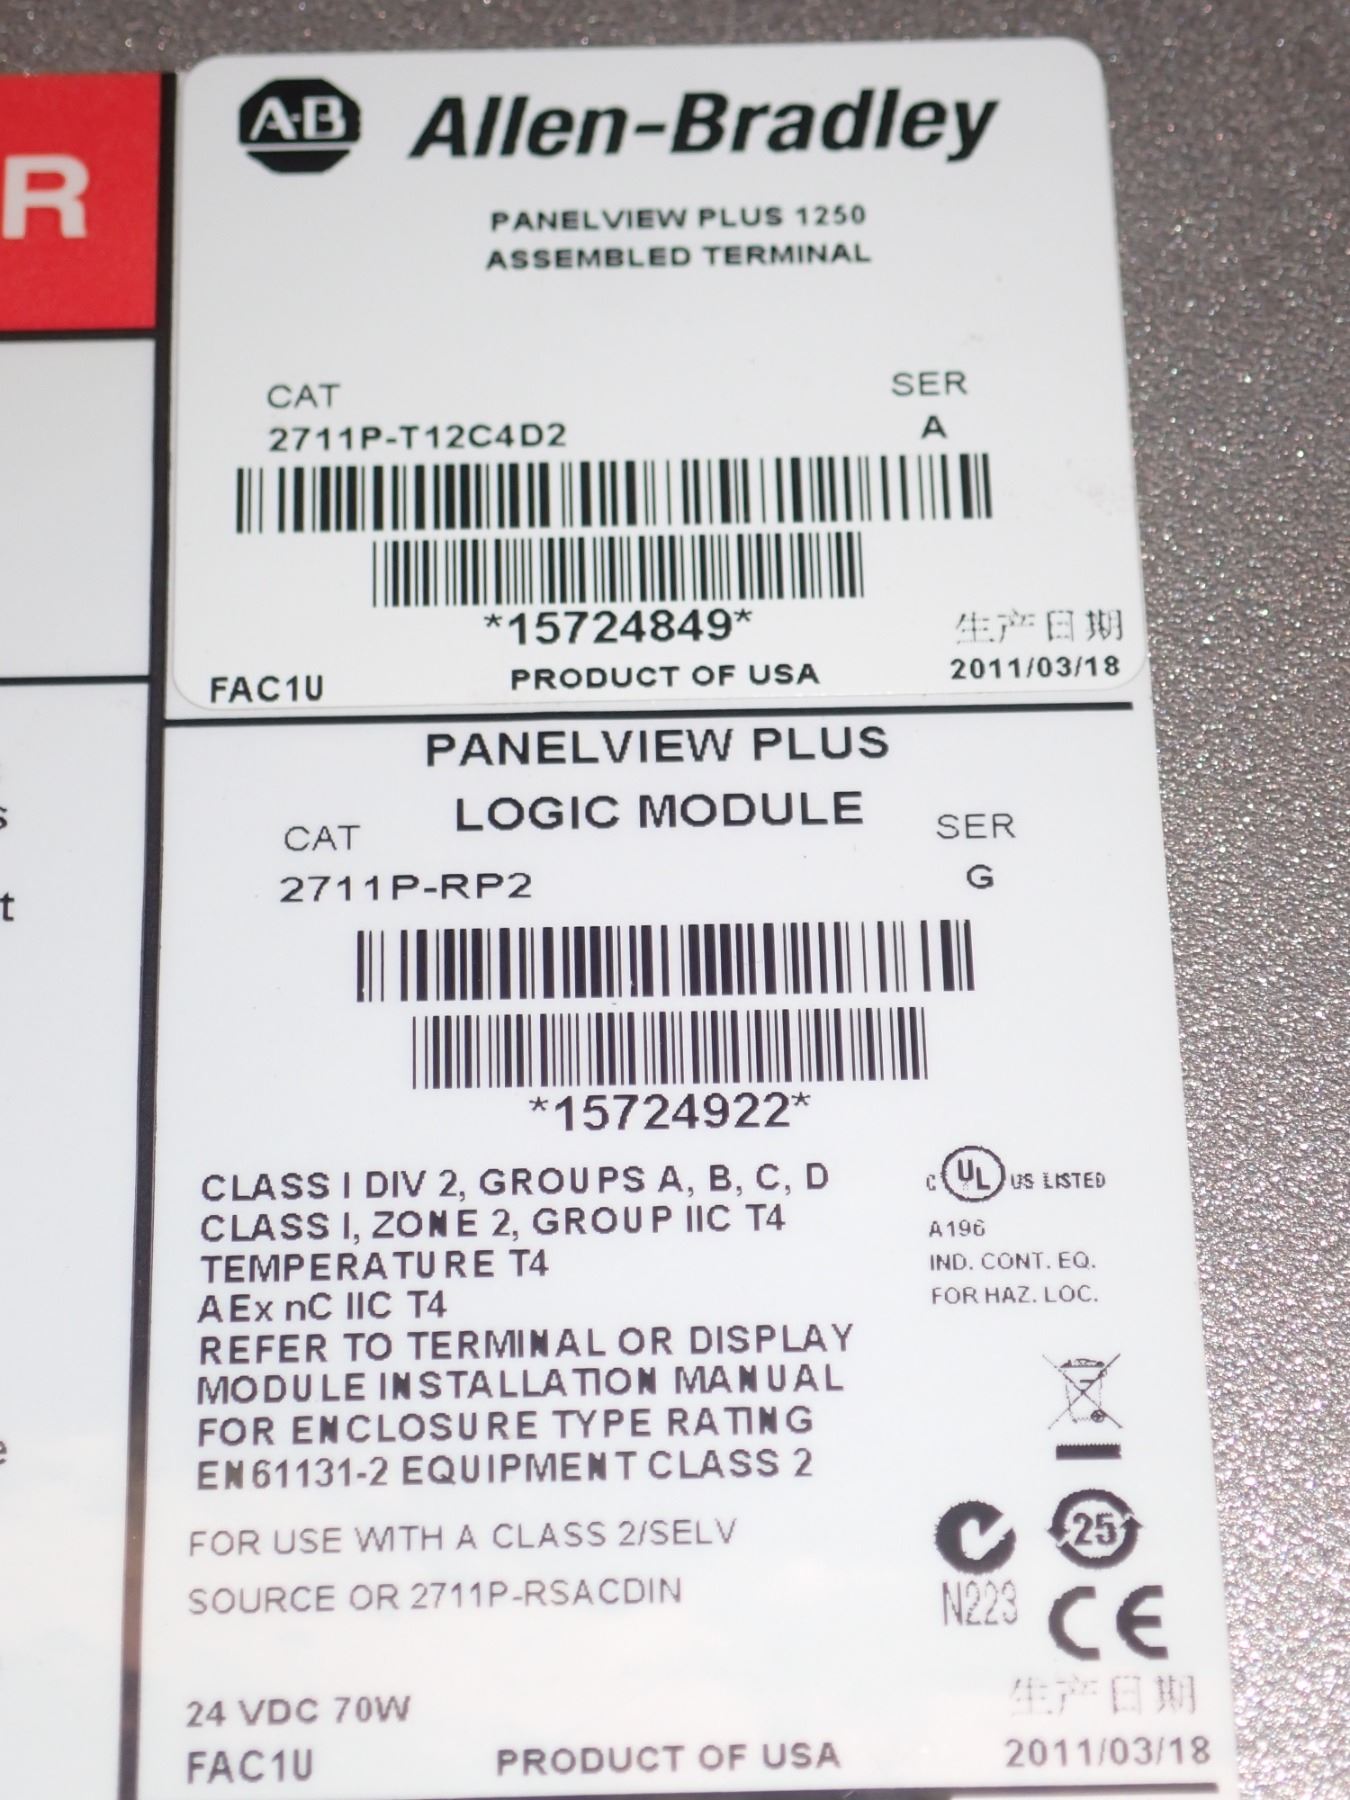 R
A-B Allen-Bradley
PANELVIEW PLUS 1250
ASSEMBLED TERMINAL
CAT
SER
2711P-T12C4D2
A
*15724849*
生产日期
FAC1U
PRODUCT OF USA
2011/03/18
PANELVIEW PLUS
LOGIC MODULE
CAT
SER
2711P-RP2
G
*15724922*
CLASS I DIV 2, GROUPS A, B, C, D
CLASS I, ZONE 2, GROUP IIC T4
TEMPERATURE T4
AEx nC IIC T4
REFER TO TERMINAL OR DISPLAY
MODULE INSTALLATION MANUAL
FOR ENCLOSURE TYPE RATING
EN61131-2 EQUIPMENT CLASS 2
C UL US LISTED
A196
IND. CONT. EQ.
FOR HAZ. LOC.
FOR USE WITH A CLASS 2/SELV
SOURCE OR 2711P-RSACDIN
25
N223
CE
生产日期
24 VDC 70W
FAC1U
PRODUCT OF USA
2011/03/18
t
e